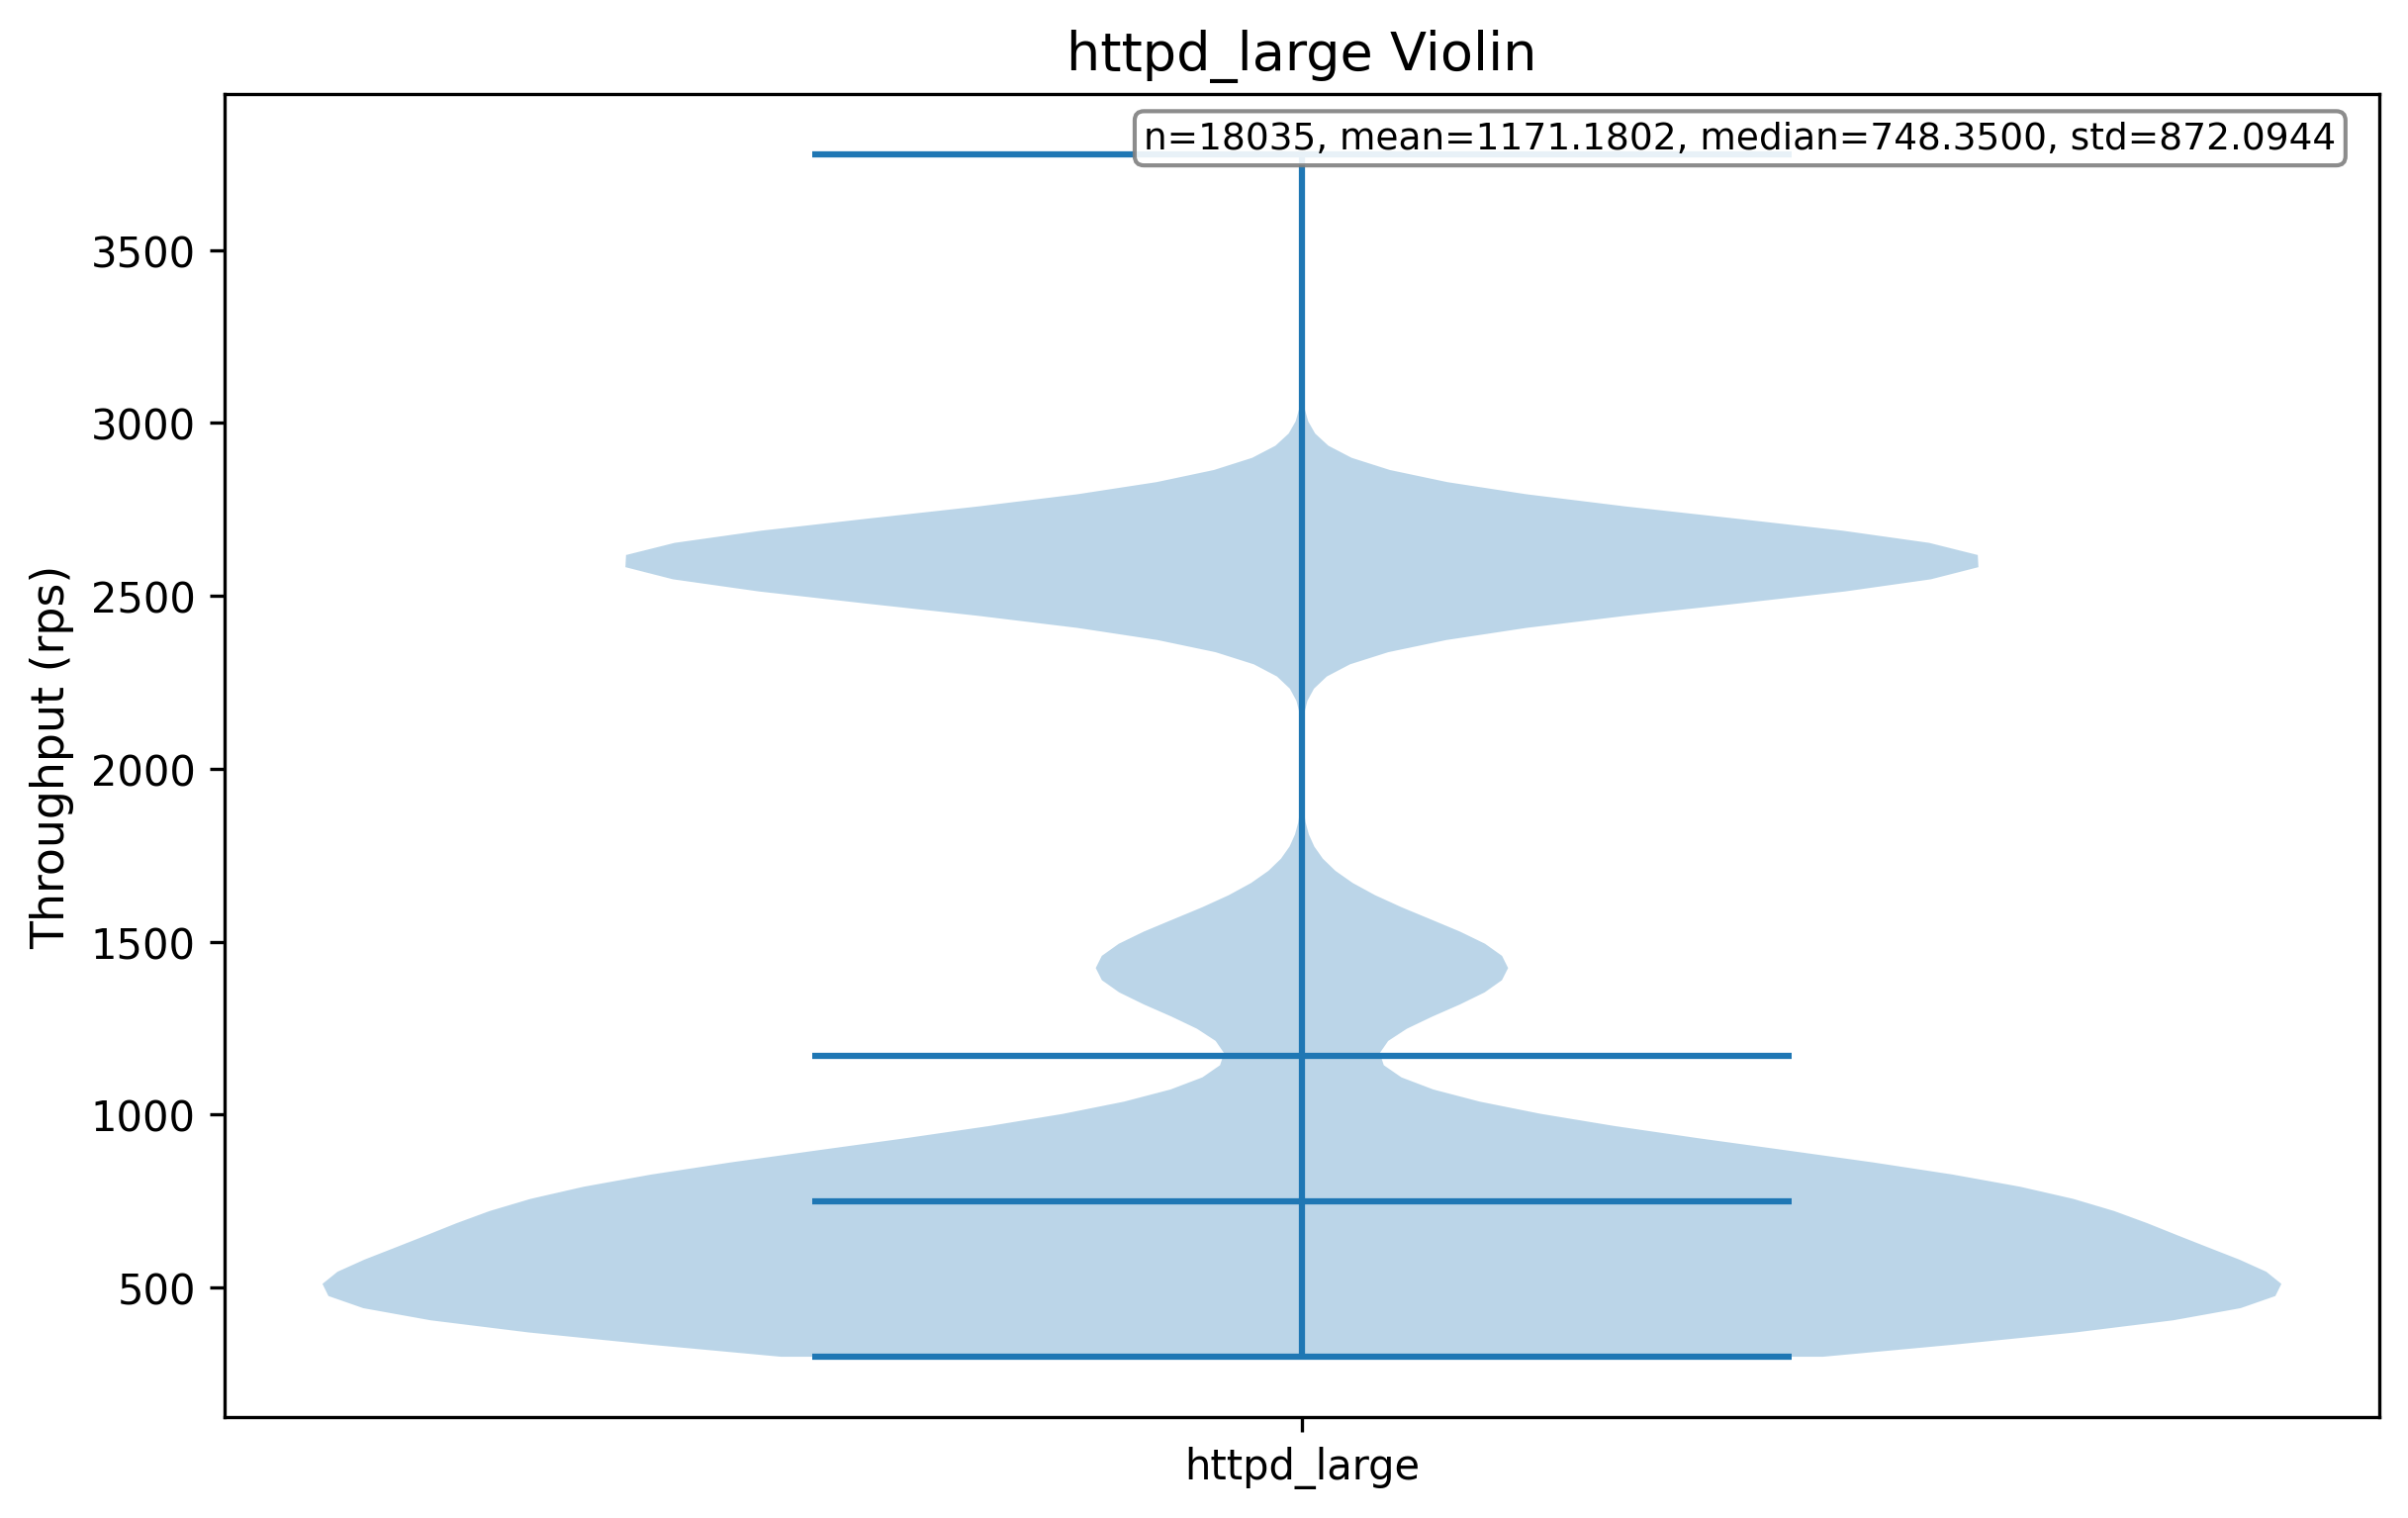 httpd_large Violin
n=18035, mean=1171.1802, median=748.3500, std=872.0944
Throughput (rps)
3500
3000
2500
2000
1500
1000
500
httpd_large